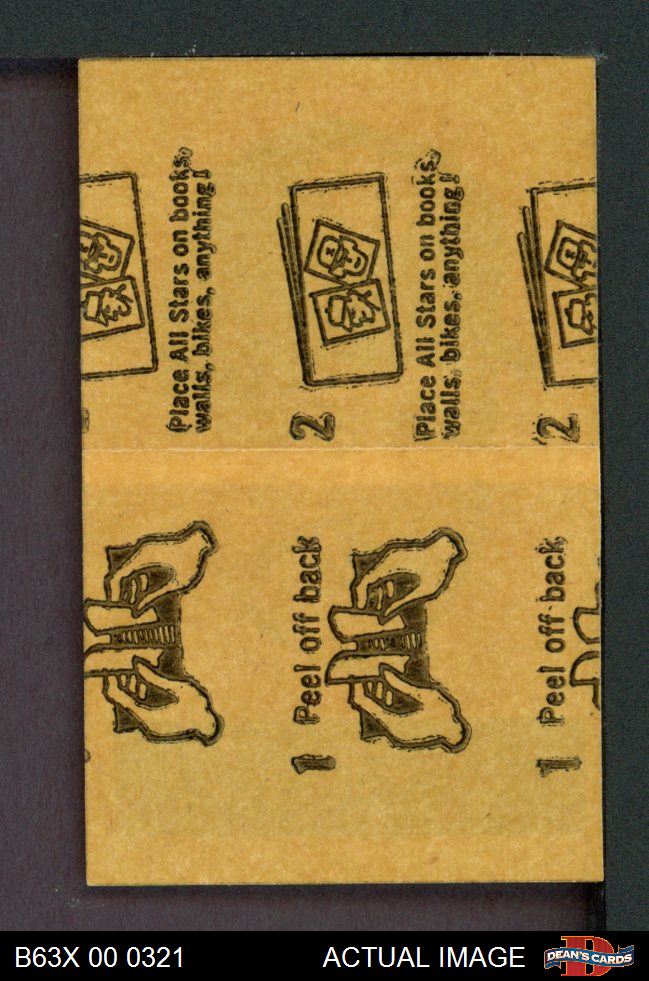 (Place All Stars on books,
walls, bikes, anything!
2
(Place All Stars on books,
walls, bikes, anything!
2
1 Peel off back
1 Peel off back
B63X 00 0321
ACTUAL IMAGE
DEAN'S CARDS